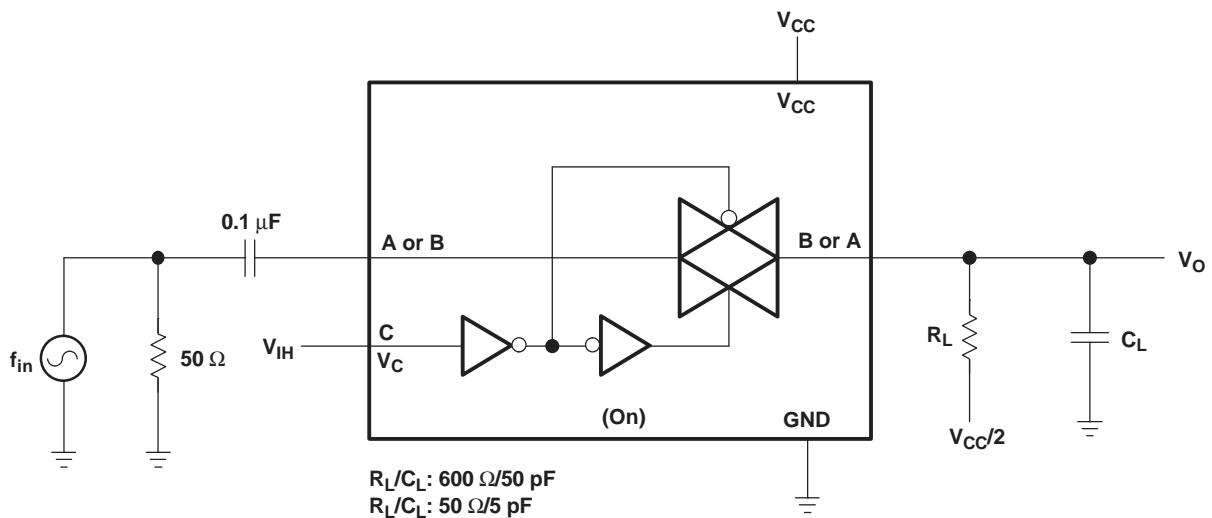 VCC
VCC
0.1 μF
A or B
B or A
VO
fin
50 Ω
VIH
C
VC
RL
CL
(On)
GND
VCC/2
RL/CL: 600 Ω/50 pF
RL/CL: 50 Ω/5 pF